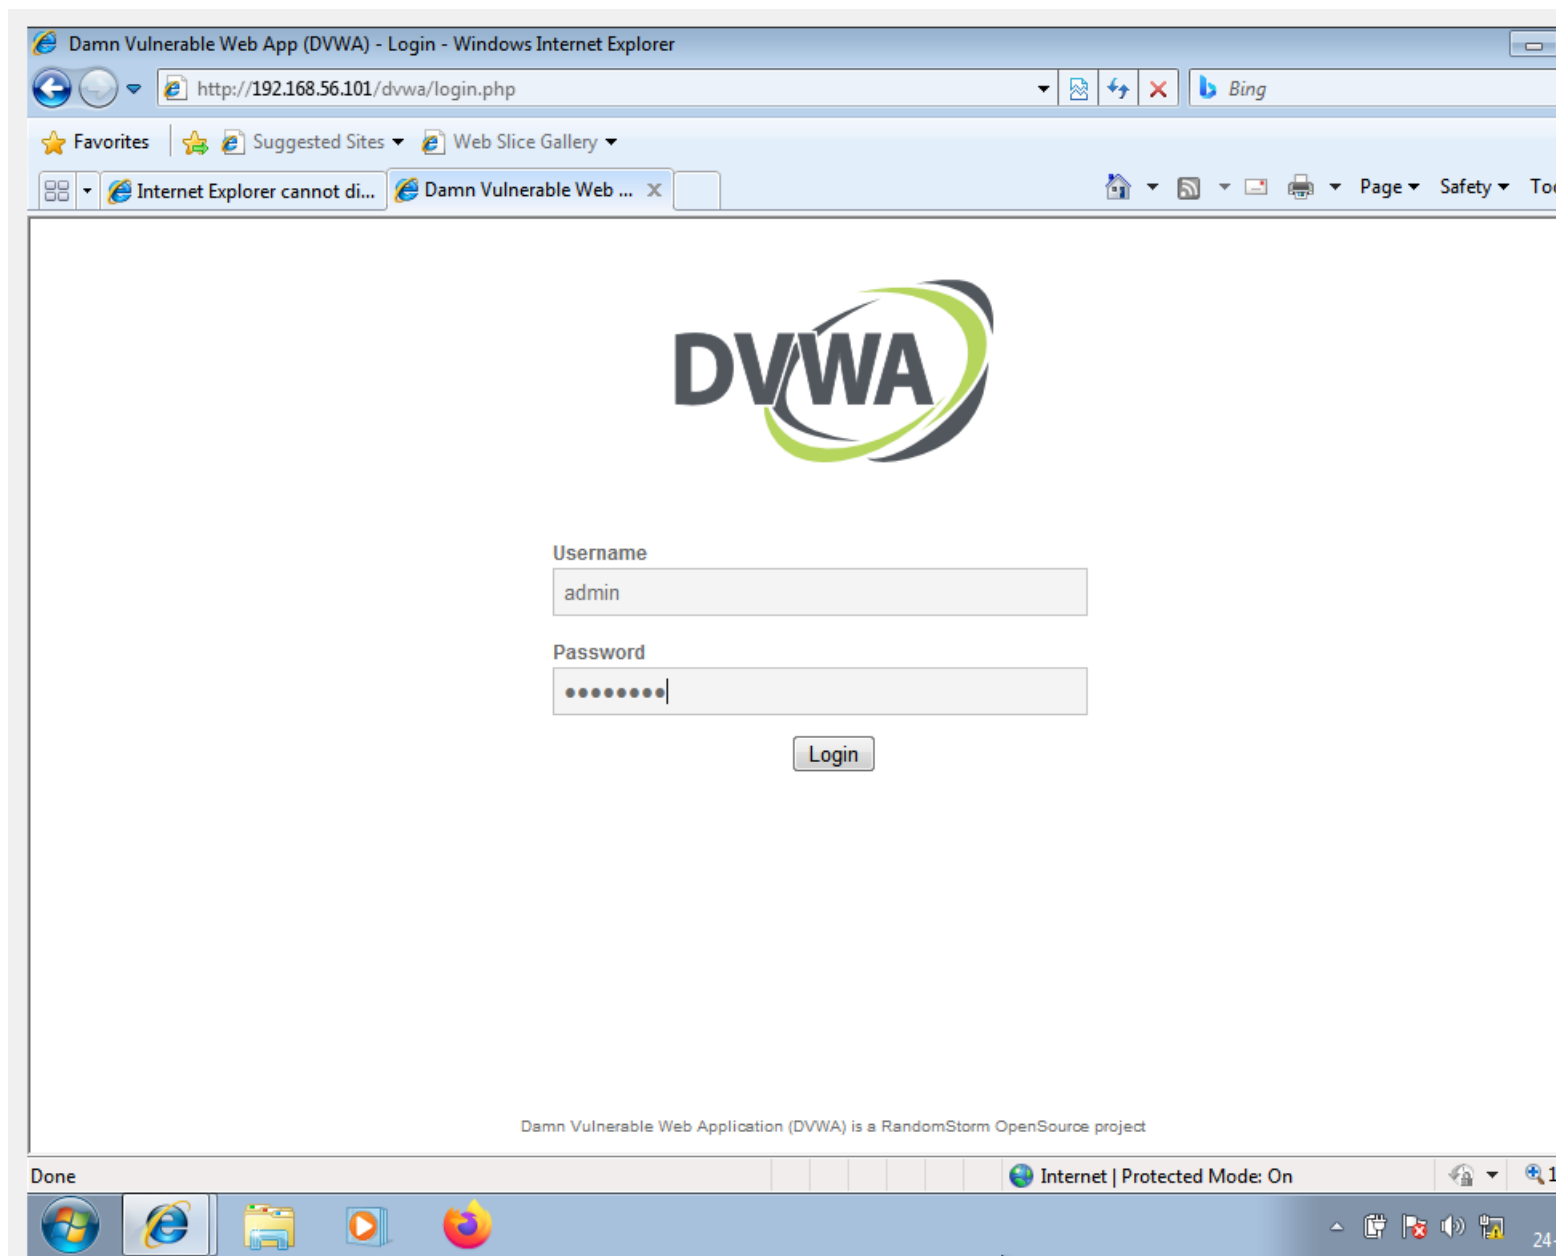 Damn Vulnerable Web App (DVWA) - Login - Windows Internet Explorer
http://192.168.56.101/dvwa/login.php
Bing
Favorites Suggested Sites Web Slice Gallery
Internet Explorer cannot di... Damn Vulnerable Web ... Page Safety
DVWA
Username
admin
Password
Login
Damn Vulnerable Web Application (DVWA) is a RandomStorm OpenSource project
Done Internet | Protected Mode: On